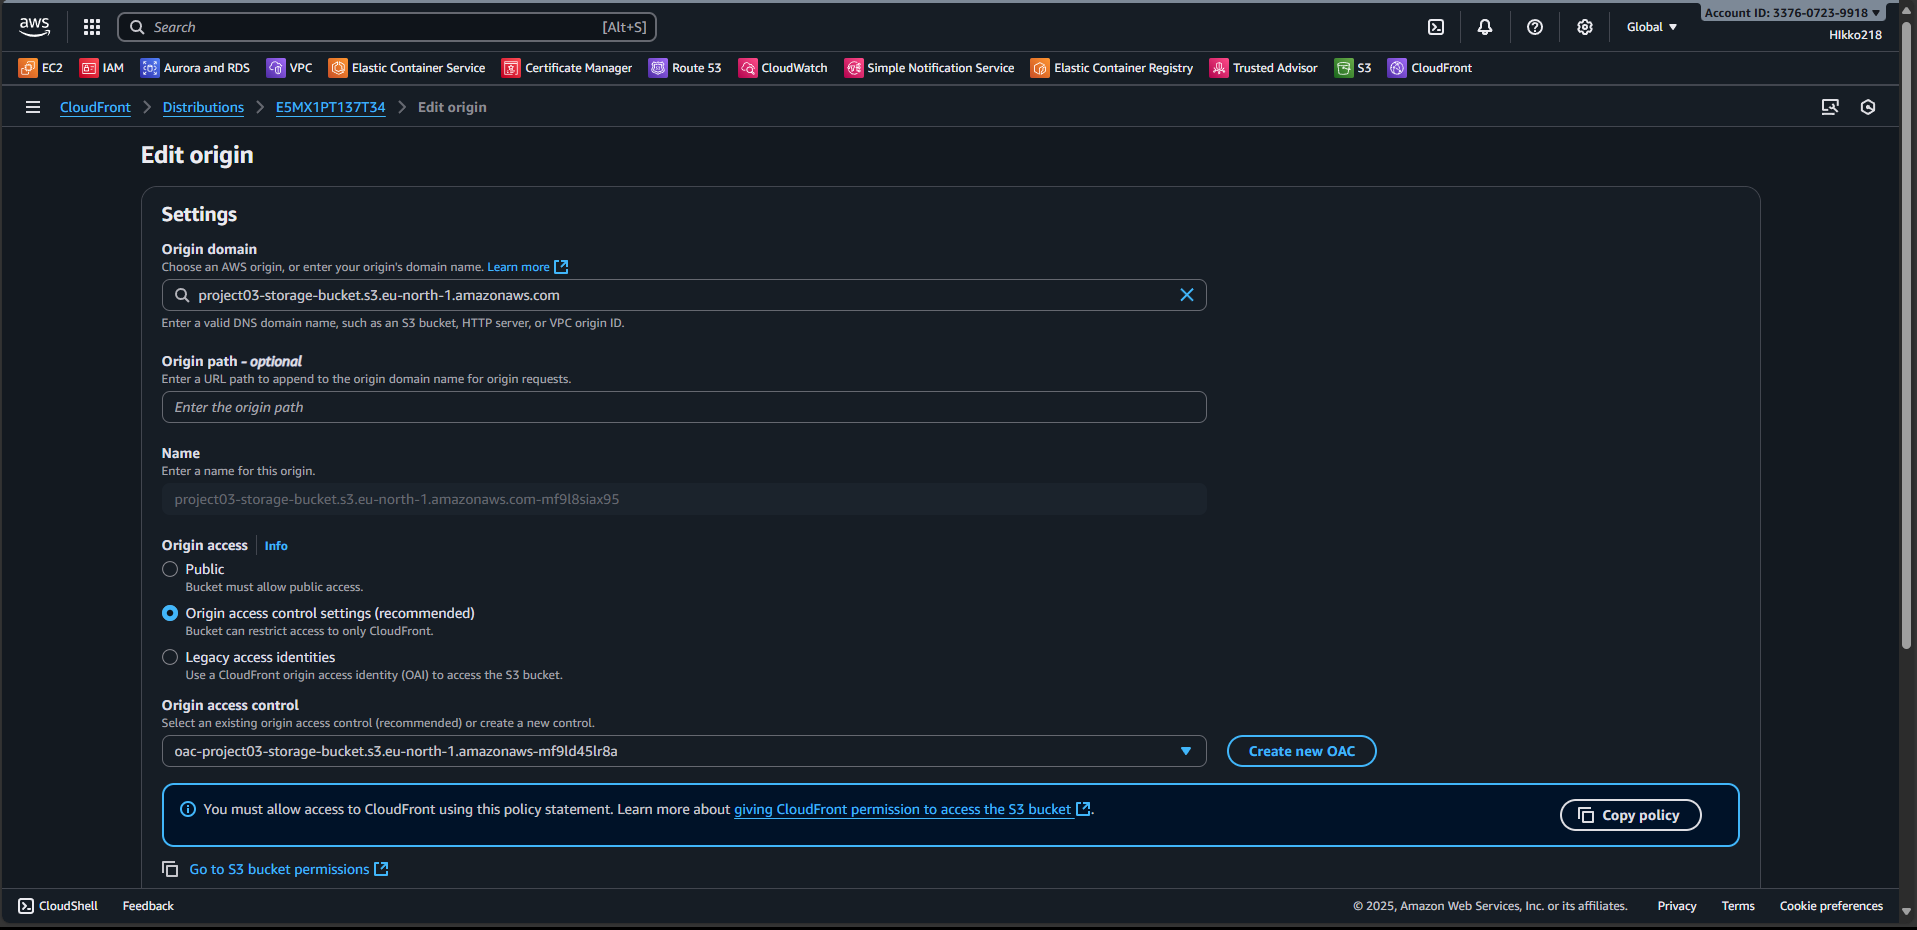 aws
Search
[Alt+S]
Global
Account ID: 3376-0723-9918
HIkko218
EC2
IAM
Aurora and RDS
VPC
Elastic Container Service
Certificate Manager
Route 53
CloudWatch
Simple Notification Service
Elastic Container Registry
Trusted Advisor
S3
CloudFront
CloudFront
Distributions
E5MX1PT137T34
Edit origin
Edit origin
Settings
Origin domain
Choose an AWS origin, or enter your origin's domain name. Learn more
project03-storage-bucket.s3.eu-north-1.amazonaws.com
Enter a valid DNS domain name, such as an S3 bucket, HTTP server, or VPC origin ID.
Origin path - optional
Enter a URL path to append to the origin domain name for origin requests.
Enter the origin path
Name
Enter a name for this origin.
project03-storage-bucket.s3.eu-north-1.amazonaws.com-mf9l8siax95
Origin access
Info
Public
Bucket must allow public access.
Origin access control settings (recommended)
Bucket can restrict access to only CloudFront.
Legacy access identities
Use a CloudFront origin access identity (OAI) to access the S3 bucket.
Origin access control
Select an existing origin access control (recommended) or create a new control.
oac-project03-storage-bucket.s3.eu-north-1.amazonaws-mf9ld45lr8a
Create new OAC
You must allow access to CloudFront using this policy statement. Learn more about giving CloudFront permission to access the S3 bucket.
Copy policy
Go to S3 bucket permissions
CloudShell
Feedback
© 2025, Amazon Web Services, Inc. or its affiliates.
Privacy
Terms
Cookie preferences